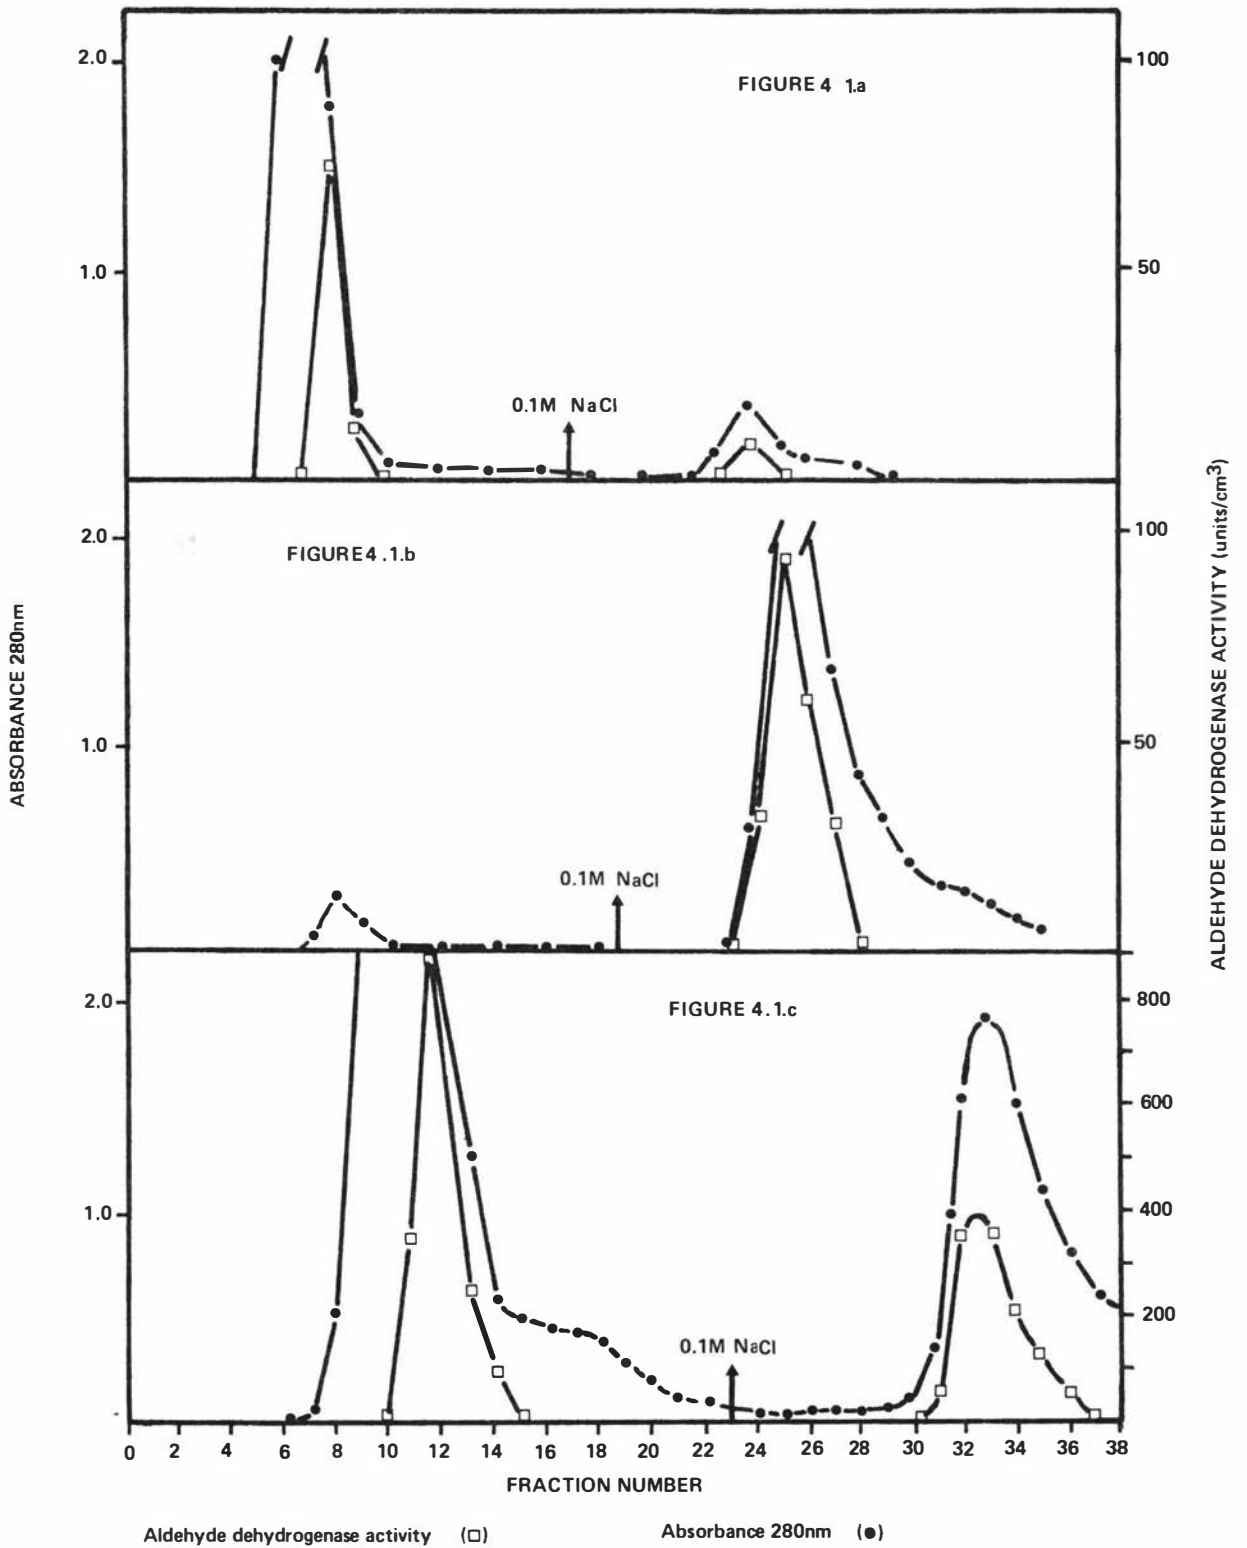 2.0
100
FIGURE 4 1.a
1.0
50
0.1M NaCl
2.0
100
FIGURE4.1.b
ABSORBANCE 280nm
ALDEHYDE DEHYDROGENASE ACTIVITY (units/cm³)
1.0
50
0.1M NaCl
2.0
800
FIGURE 4.1.c
600
1.0
400
200
0.1M NaCl
0 2 4 6 8 10 12 14 16 18 20 22 24 26 28 30 32 34 36 38
FRACTION NUMBER
Aldehyde dehydrogenase activity (□)
Absorbance 280nm (●)